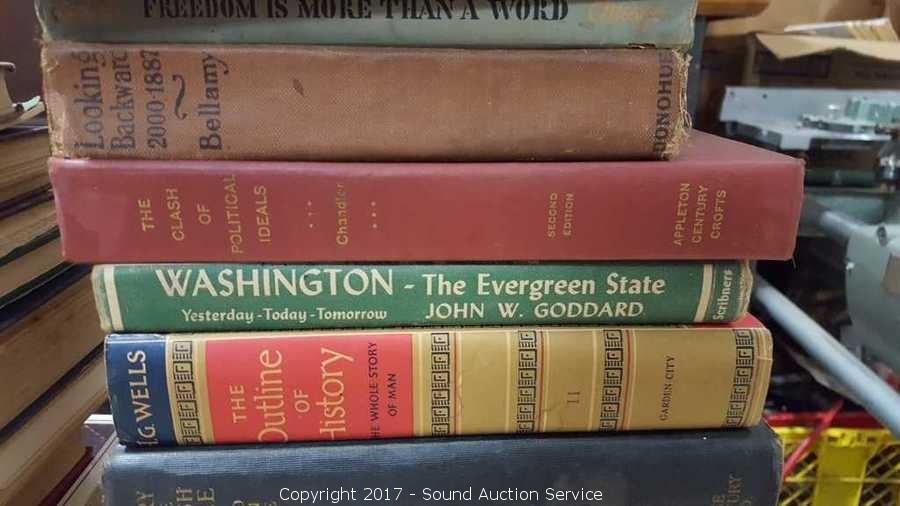 FREEDOM IS MORE THAN A WORD
Looking
Backward
2000-1887
Bellamy
DONOHUE
THE
CLASH
OF
POLITICAL
IDEALS
Chandler
SECOND
EDITION
APPLETON
CENTURY
CROFTS
WASHINGTON - The Evergreen State
Yesterday - Today - Tomorrow JOHN W. GODDARD
Scribners
H.G. WELLS
THE
Outline
OF
History
THE WHOLE STORY
OF MAN
II
GARDEN CITY
Copyright 2017 - Sound Auction Service